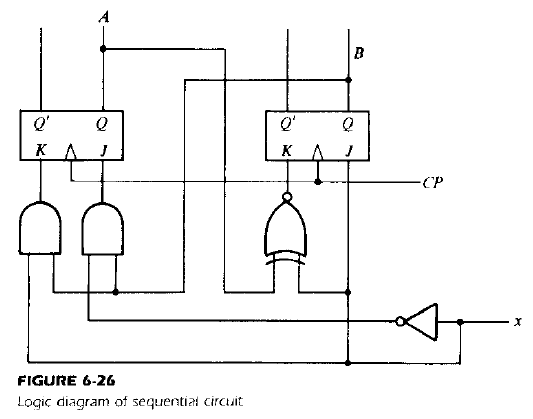 A
B
Q' Q
K J
Q' Q
K J
CP
x
FIGURE 6-26
Logic diagram of sequential circuit